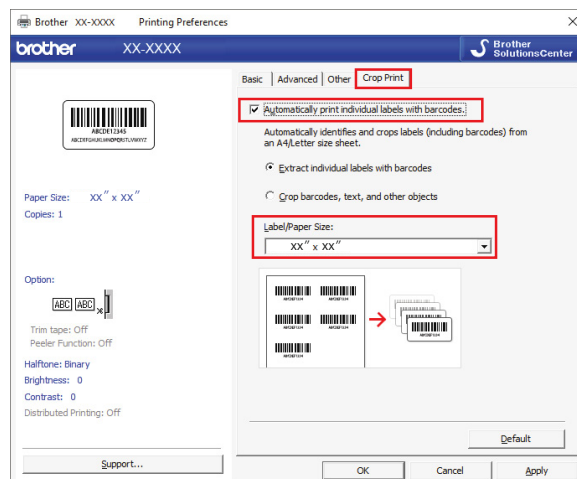 Brother XX-XXXX Printing Preferences
brother XX-XXXX Brother SolutionsCenter
Basic Advanced Other Crop Print
Automatically print individual labels with barcodes.
Automatically identifies and crops labels (including barcodes) from
an A4/Letter size sheet.
Extract individual labels with barcodes
Crop barcodes, text, and other objects
Label/Paper Size:
XX" x XX"
ABCDE12345
Paper Size: XX" x XX"
Copies: 1
Option:
ABC ABC
Trim tape: Off
Peeler Function: Off
Halftone: Binary
Brightness: 0
Contrast: 0
Distributed Printing: Off
Default
Support...
OK Cancel Apply